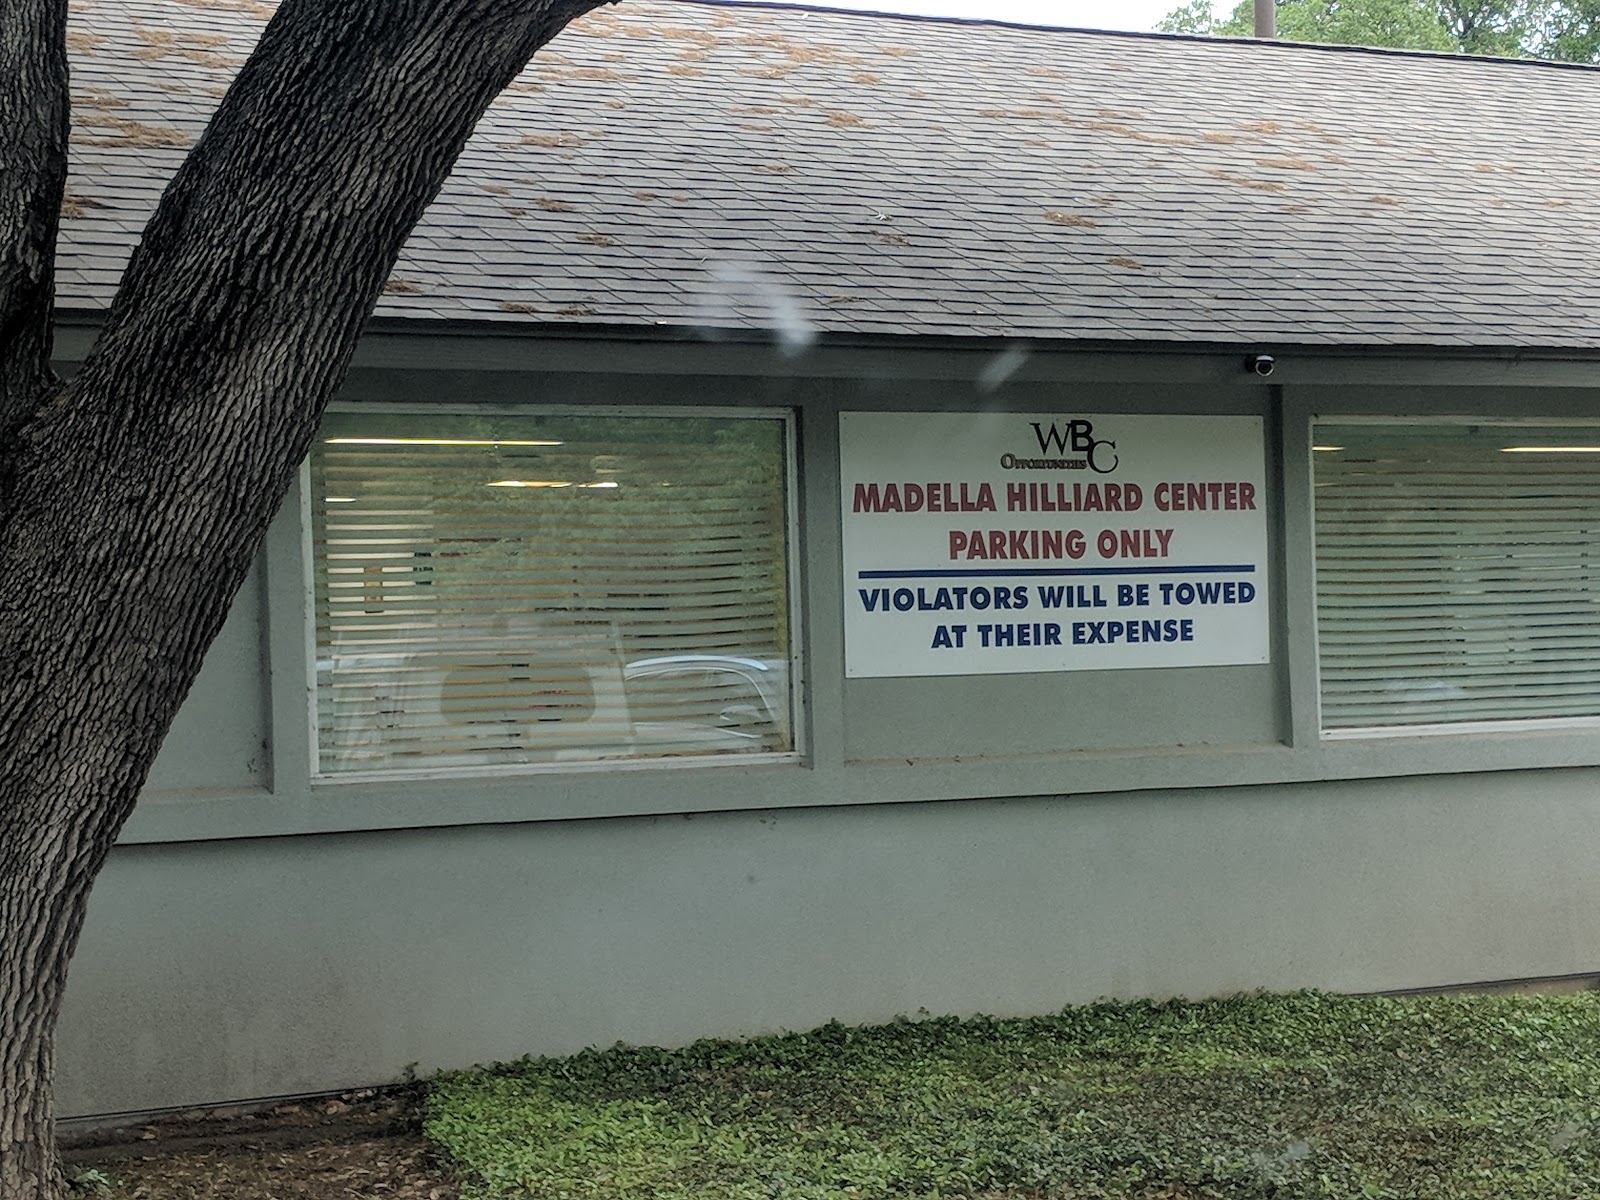 WBC
OPPORTUNITIES
MADELLA HILLIARD CENTER
PARKING ONLY
VIOLATORS WILL BE TOWED
AT THEIR EXPENSE